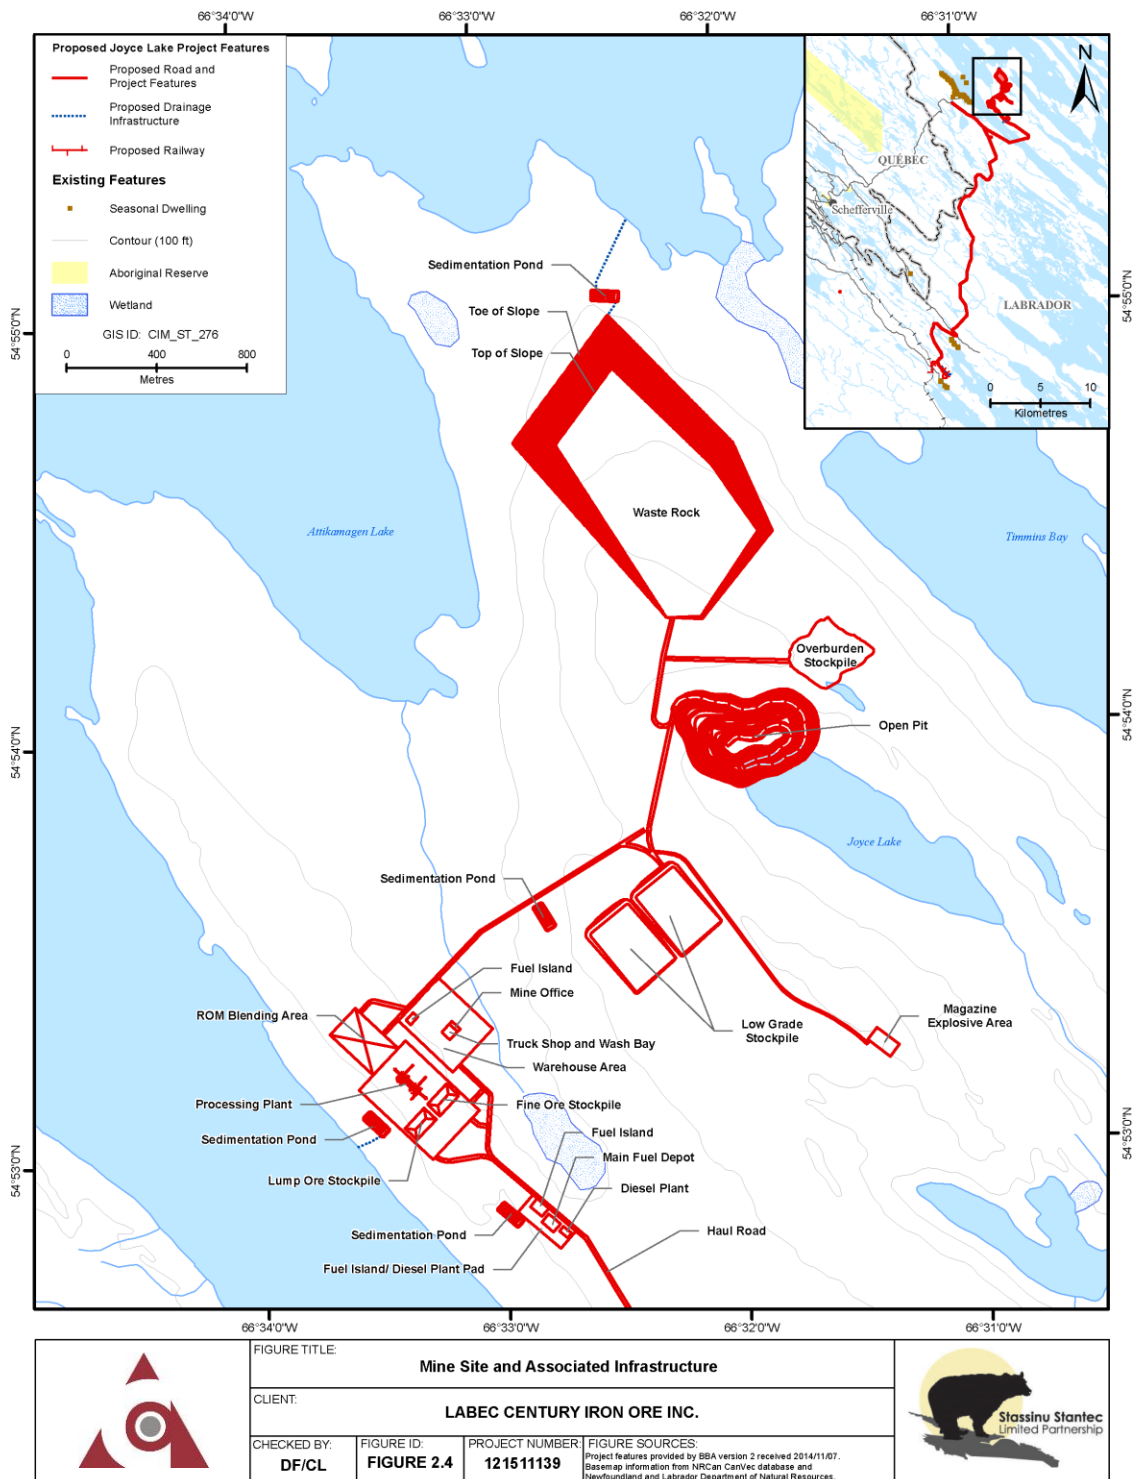 66°34'0"W 66°33'0"W 66°32'0"W 66°31'0"W
Proposed Joyce Lake Project Features
Proposed Road and
Project Features
Proposed Drainage
Infrastructure
Proposed Railway
Existing Features
Seasonal Dwelling
Contour (100 ft)
Aboriginal Reserve
Wetland
GIS ID: CIM_ST_276
0 400 800
Metres
N
QUÉBEC
Schefferville
LABRADOR
0 5 10
Kilometres
54°55'0"N
54°55'0"N
Sedimentation Pond
Toe of Slope
Top of Slope
Waste Rock
Attikamagen Lake
Timmins Bay
Overburden
Stockpile
Open Pit
54°54'0"N
54°54'0"N
Joyce Lake
Sedimentation Pond
Fuel Island
Mine Office
ROM Blending Area
Magazine
Explosive Area
Low Grade
Stockpile
Truck Shop and Wash Bay
Warehouse Area
Processing Plant
Fine Ore Stockpile
Sedimentation Pond
Fuel Island
54°53'0"N
Main Fuel Depot
54°53'0"N
Lump Ore Stockpile
Diesel Plant
Sedimentation Pond
Haul Road
Fuel Island/ Diesel Plant Pad
66°34'0"W 66°33'0"W 66°32'0"W 66°31'0"W
FIGURE TITLE:
Mine Site and Associated Infrastructure
CLIENT:
LABEC CENTURY IRON ORE INC.
CHECKED BY:
DF/CL
FIGURE ID:
FIGURE 2.4
PROJECT NUMBER:
121511139
FIGURE SOURCES:
Project features provided by BBA version 2 received 2014/11/07.
Basemap information from NRCan CanVec database and
Newfoundland and Labrador Department of Natural Resources.
Stassinu Stantec
Limited Partnership